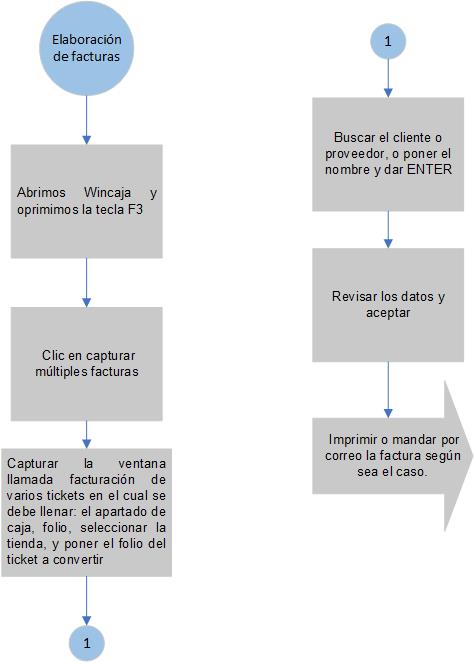 Elaboración
de facturas
Abrimos Wincaja y
oprimimos la tecla F3
Clic en capturar
múltiples facturas
Capturar la ventana
llamada facturación de
varios tickets en el cual se
debe llenar: el apartado de
caja, folio, seleccionar la
tienda, y poner el folio del
ticket a convertir
1
1
Buscar el cliente o
proveedor, o poner el
nombre y dar ENTER
Revisar los datos y
aceptar
Imprimir o mandar por
correo la factura según
sea el caso.